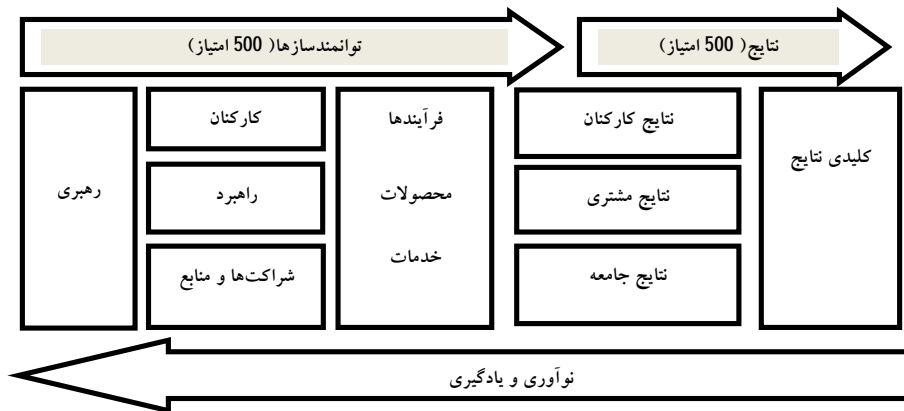 توانمندسازها( 500 امتیاز)
نتایج( 500 امتیاز)
رهبری
کارکنان
راهبرد
شراکت‌ها و منابع
فرآیندها
محصولات
خدمات
نتایج کارکنان
نتایج مشتری
نتایج جامعه
کلیدی نتایج
نوآوری و یادگیری